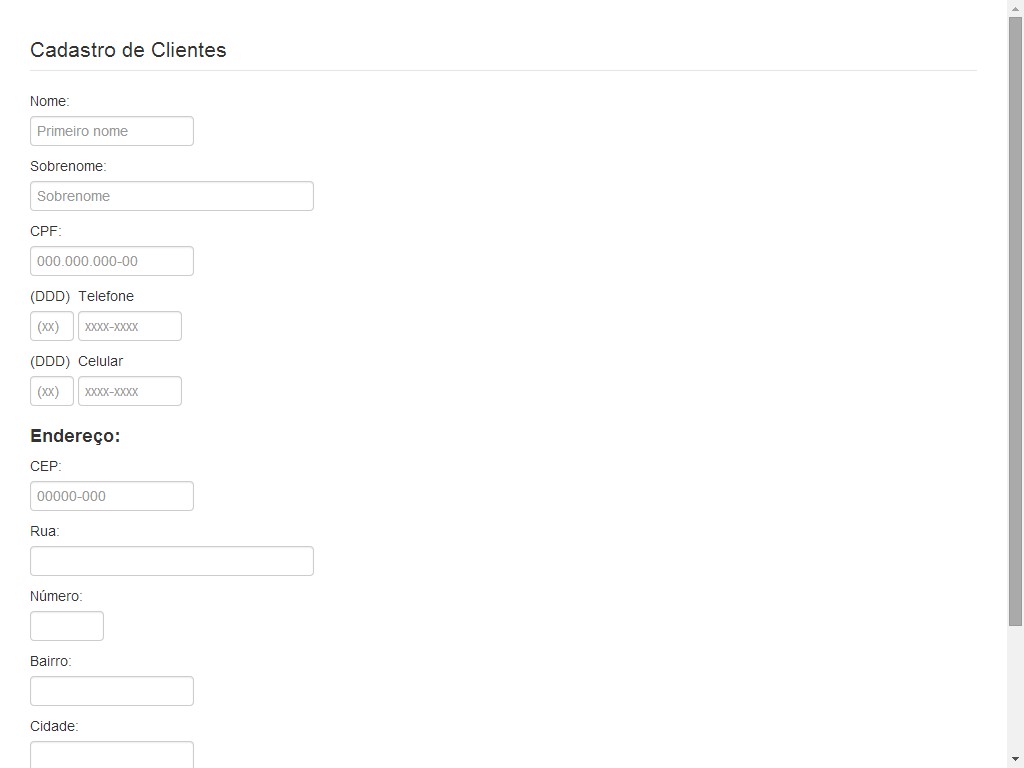 Cadastro de Clientes
Nome:
Primeiro nome
Sobrenome:
Sobrenome
CPF:
000.000.000-00
(DDD) Telefone
(xx) xxxx-xxxx
(DDD) Celular
(xx) xxxx-xxxx
Endereço:
CEP:
00000-000
Rua:
Número:
Bairro:
Cidade: